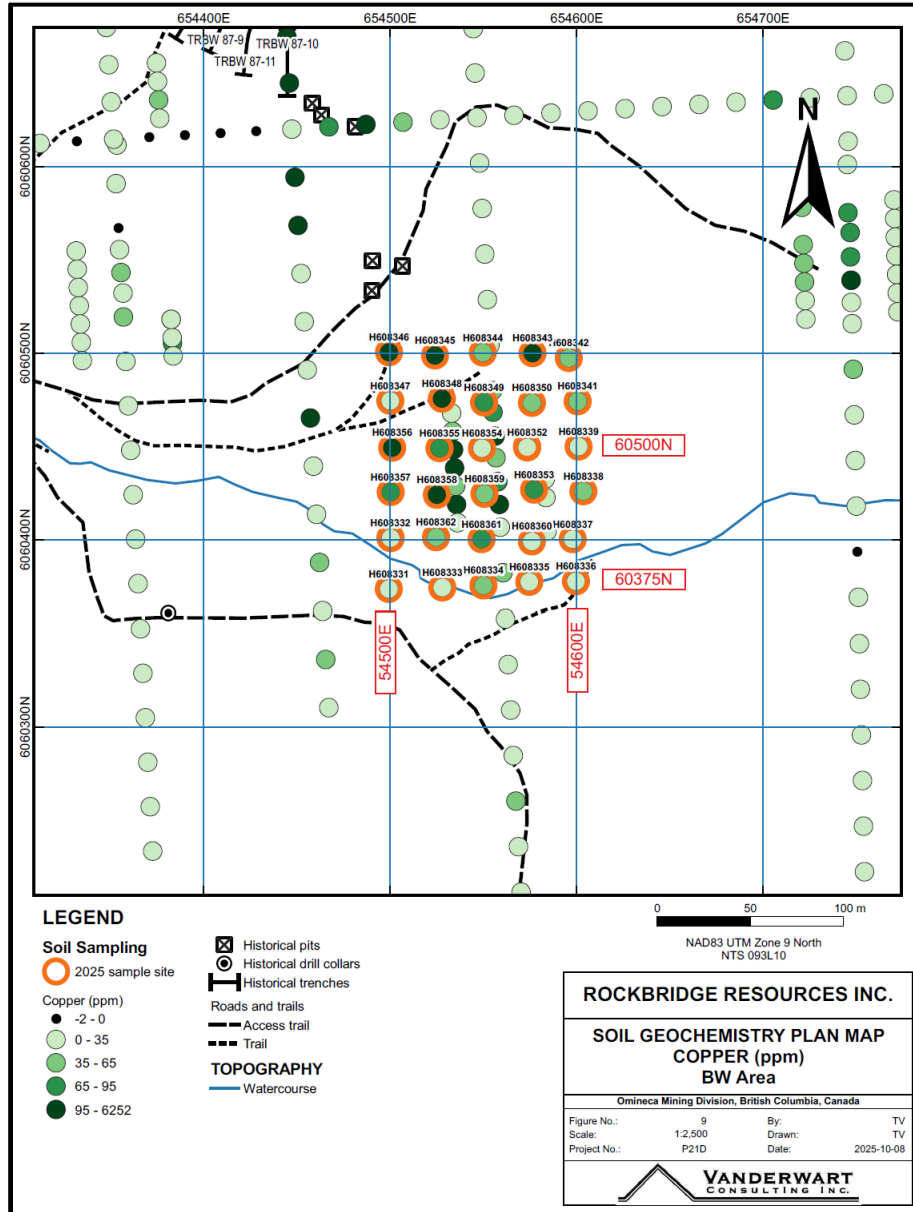 654400E 654500E 654600E 654700E
TRBW 87-9 TRBW 87-10
TRBW 87-11
N
6060600N
6060500N
6060400N
6060300N
H608346 H608345 H608344 H608343 H608342
H608347 H608348 H608349 H608350 H608341
H608356 H608355 H608354 H608352 H608339
60500N
H608357 H608358 H608359 H608353 H608338
H608332 H608362 H608361 H608360 H608337
H608331 H608333 H608334 H608335 H608336
60375N
54500E
54600E
LEGEND
Soil Sampling
2025 sample site
Copper (ppm)
-2 - 0
0 - 35
35 - 65
65 - 95
95 - 6252
Historical pits
Historical drill collars
Historical trenches
Roads and trails
Access trail
Trail
TOPOGRAPHY
Watercourse
0 50 100 m
NAD83 UTM Zone 9 North
NTS 093L10
ROCKBRIDGE RESOURCES INC.
SOIL GEOCHEMISTRY PLAN MAP
COPPER (ppm)
BW Area
Omineca Mining Division, British Columbia, Canada
Figure No.: 9 By: TV
Scale: 1:2,500 Drawn: TV
Project No.: P21D Date: 2025-10-08
VANDERWART
CONSULTING INC.